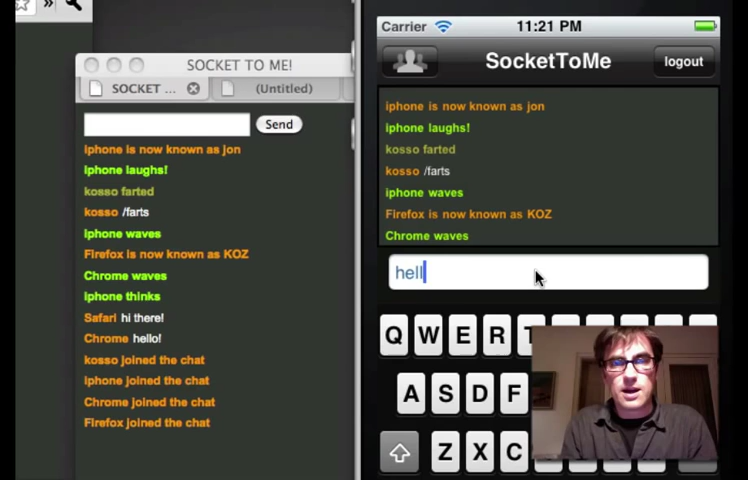 SOCKET TO ME!
SOCKET ...
(Untitled)
Send
iphone is now known as jon
iphone laughs!
kosso farted
kosso /farts
iphone waves
Firefox is now known as KOZ
Chrome waves
iphone thinks
Safari hi there!
Chrome hello!
kosso joined the chat
iphone joined the chat
Chrome joined the chat
Firefox joined the chat
Carrier 11:21 PM
SocketToMe
logout
iphone is now known as jon
iphone laughs!
kosso farted
kosso /farts
iphone waves
Firefox is now known as KOZ
Chrome waves
hell
Q W E R T
A S D F
Z X C